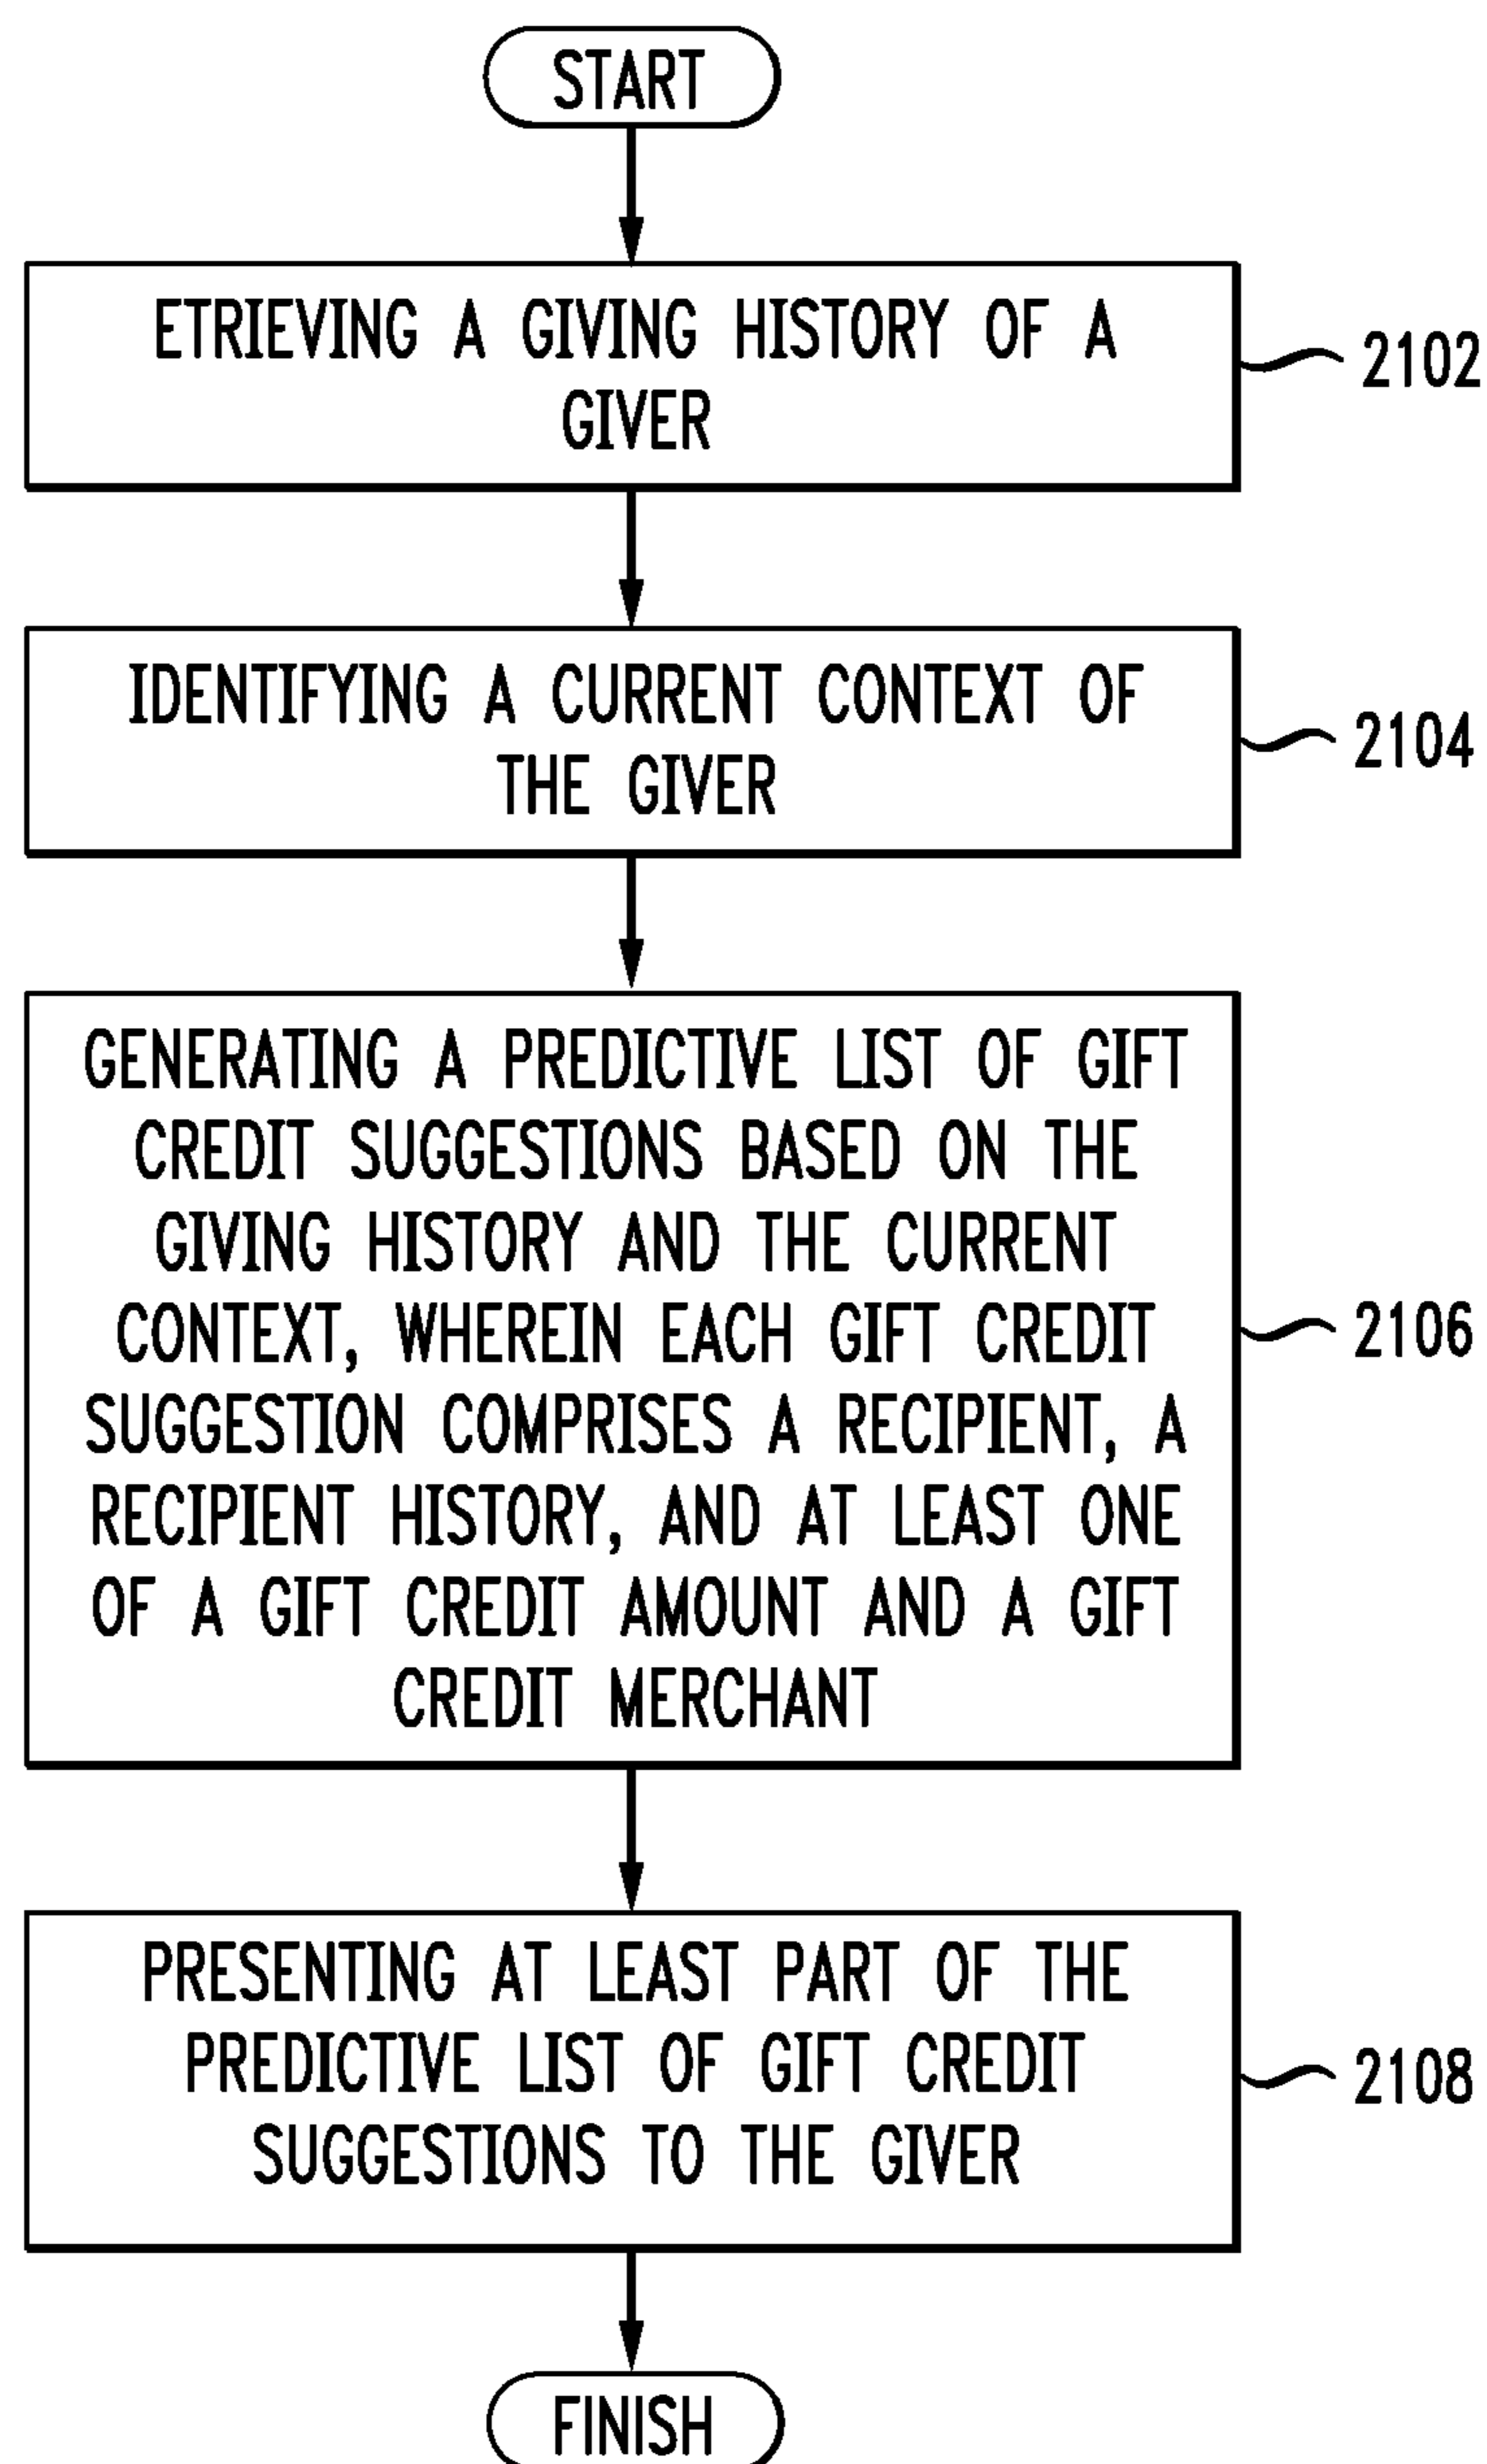 START
ETRIEVING A GIVING HISTORY OF A
GIVER
2102
IDENTIFYING A CURRENT CONTEXT OF
THE GIVER
2104
GENERATING A PREDICTIVE LIST OF GIFT
CREDIT SUGGESTIONS BASED ON THE
GIVING HISTORY AND THE CURRENT
CONTEXT, WHEREIN EACH GIFT CREDIT
SUGGESTION COMPRISES A RECIPIENT, A
RECIPIENT HISTORY, AND AT LEAST ONE
OF A GIFT CREDIT AMOUNT AND A GIFT
CREDIT MERCHANT
2106
PRESENTING AT LEAST PART OF THE
PREDICTIVE LIST OF GIFT CREDIT
SUGGESTIONS TO THE GIVER
2108
FINISH